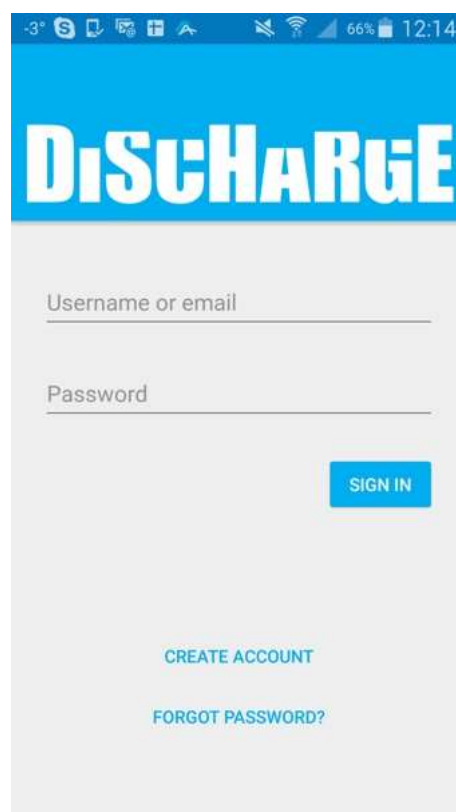 -3° 66% 12:14
DiSCHaRGE
Username or email
Password
SIGN IN
CREATE ACCOUNT
FORGOT PASSWORD?